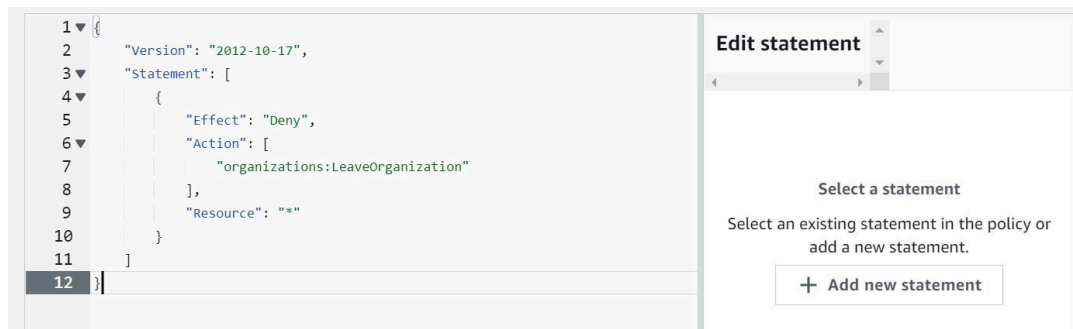 1 {
2 "Version": "2012-10-17",
3 "Statement": [
4 {
5 "Effect": "Deny",
6 "Action": [
7 "organizations:LeaveOrganization"
8 ],
9 "Resource": "*"
10 }
11 ]
12 }
Edit statement
Select a statement
Select an existing statement in the policy or
add a new statement.
+ Add new statement